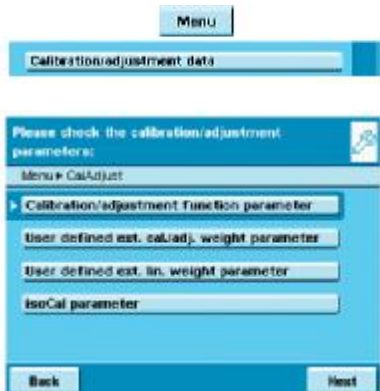 Menu
Calibration/adjustment data
Please check the calibration/adjustment
parameters:
Menu ▸ CalAdjust
Calibration/adjustment function parameter
User defined ext. cal./adj. weight parameter
User defined ext. lin. weight parameter
isoCal parameter
Back Next